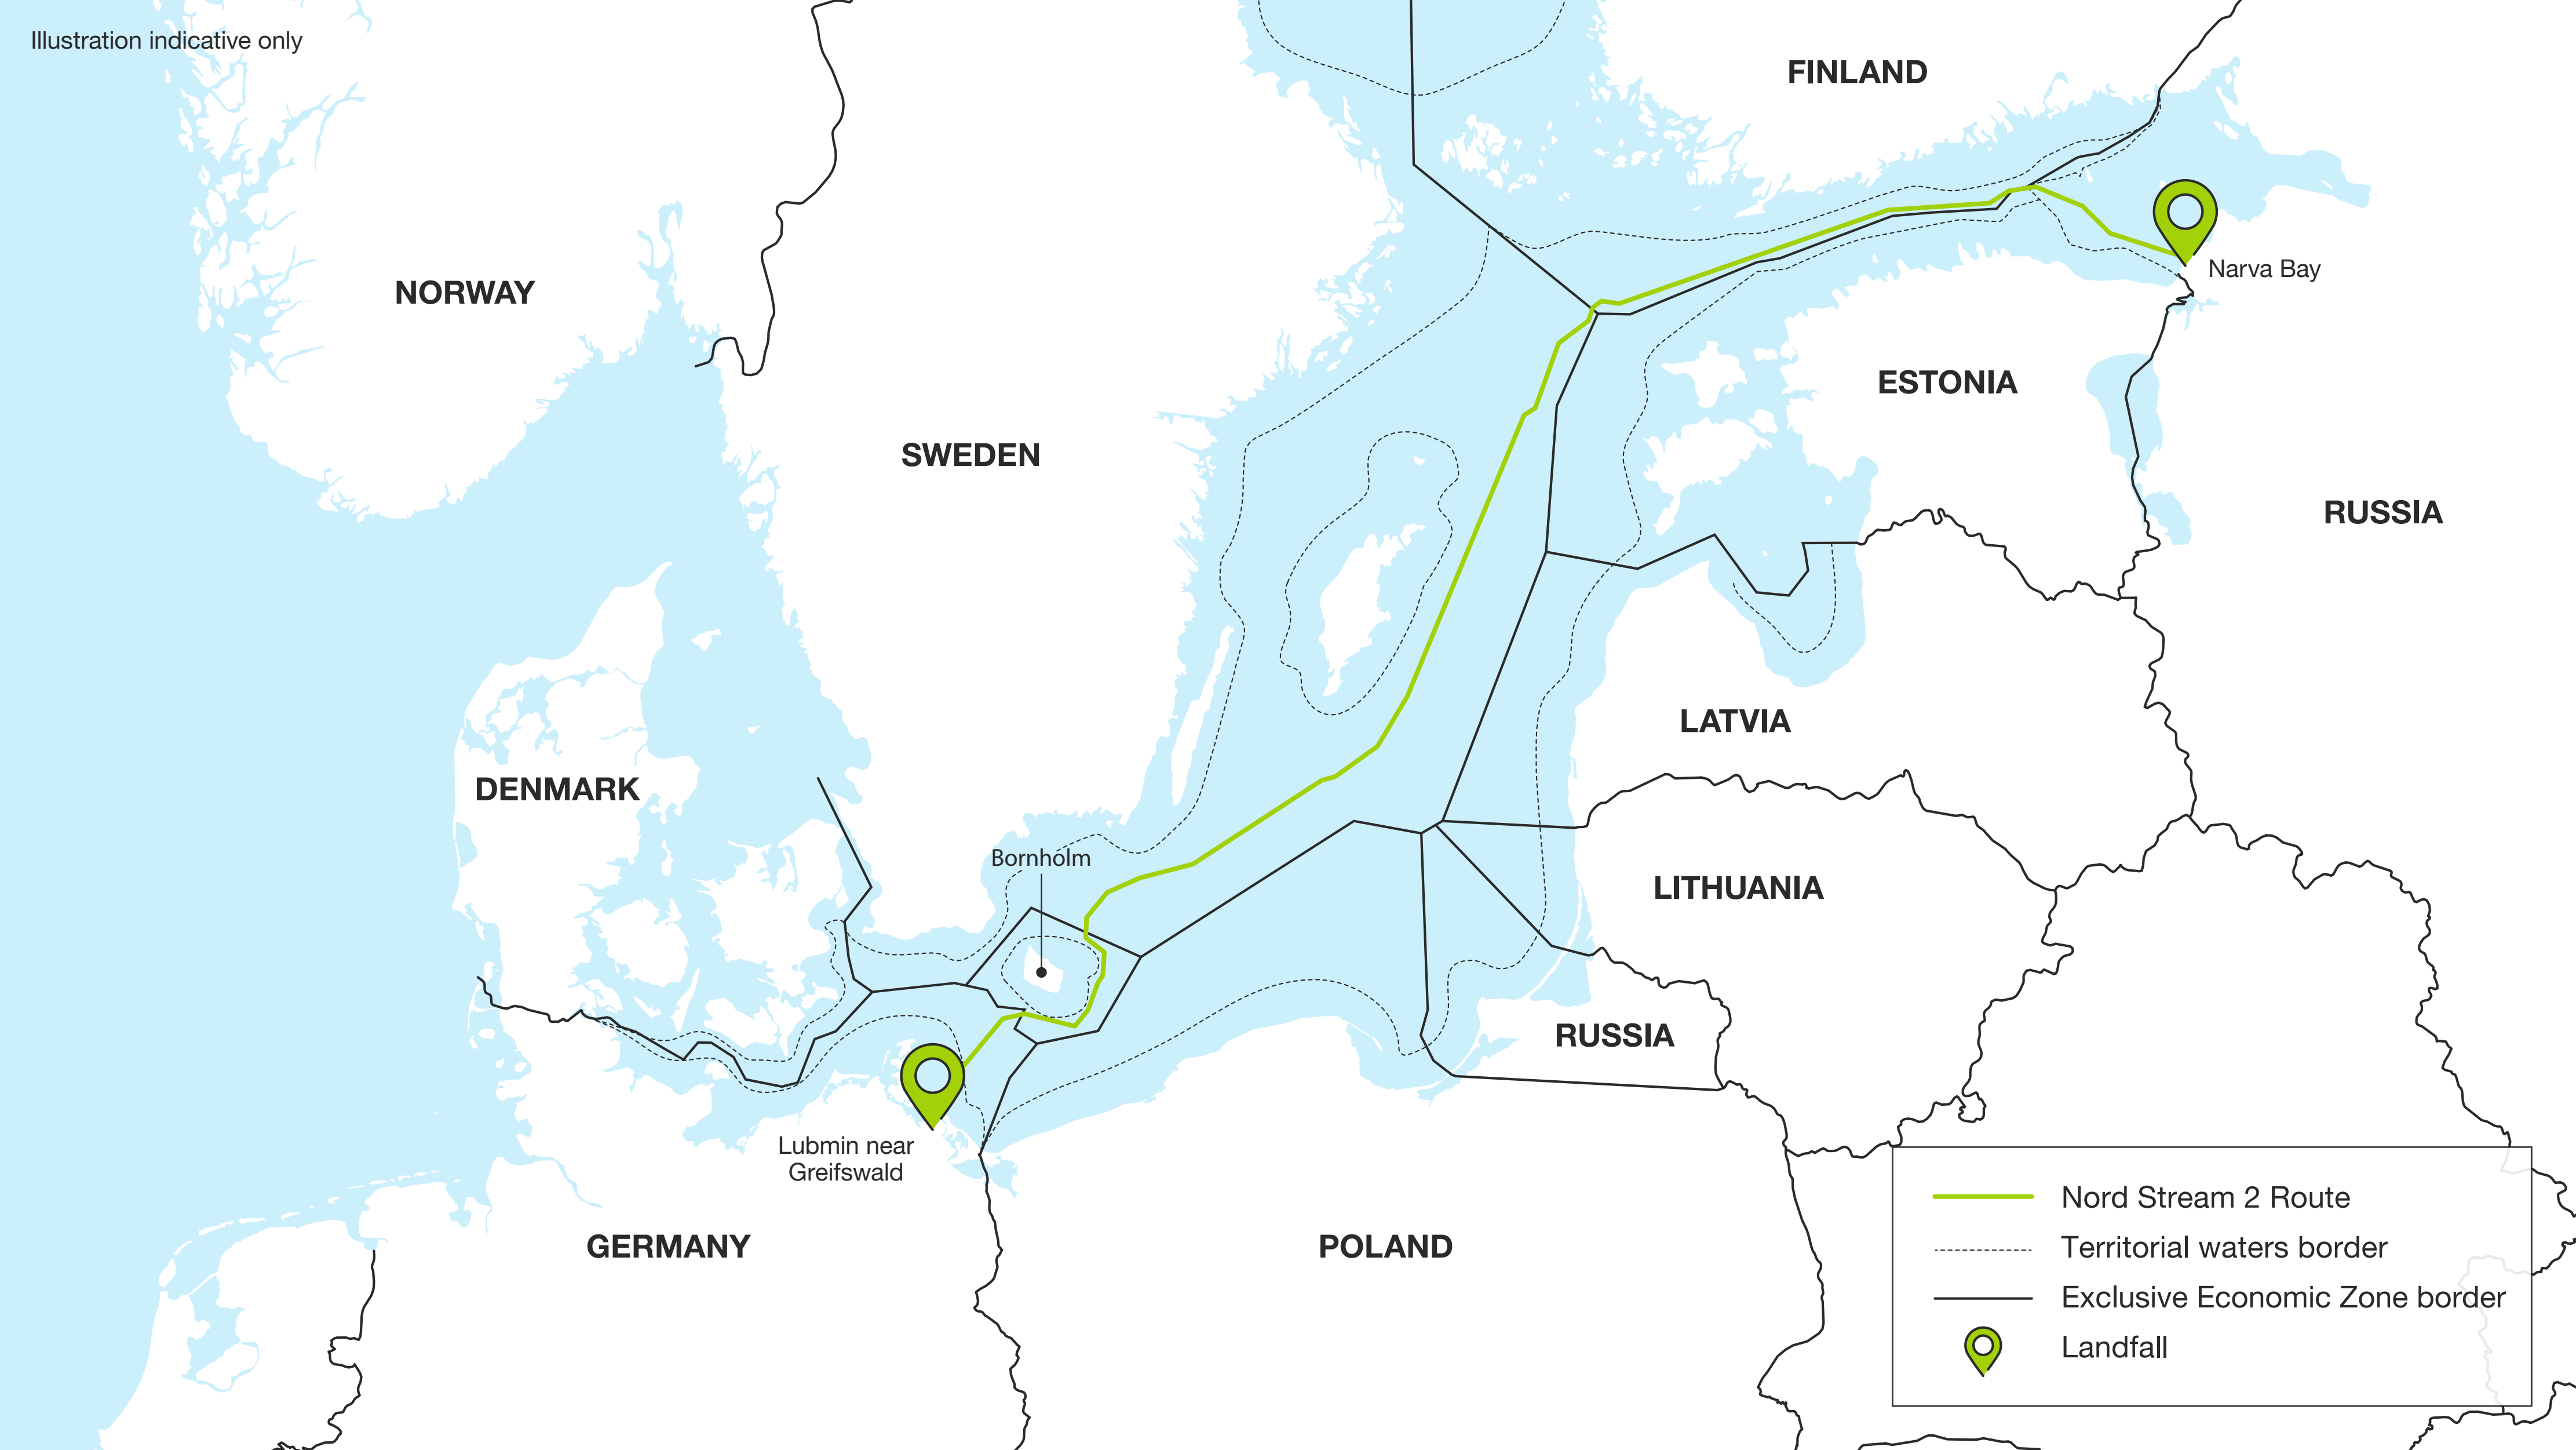 Illustration indicative only
FINLAND
NORWAY
Narva Bay
ESTONIA
SWEDEN
RUSSIA
LATVIA
DENMARK
Bornholm
LITHUANIA
RUSSIA
Lubmin near
Greifswald
GERMANY
POLAND
Nord Stream 2 Route
Territorial waters border
Exclusive Economic Zone border
Landfall